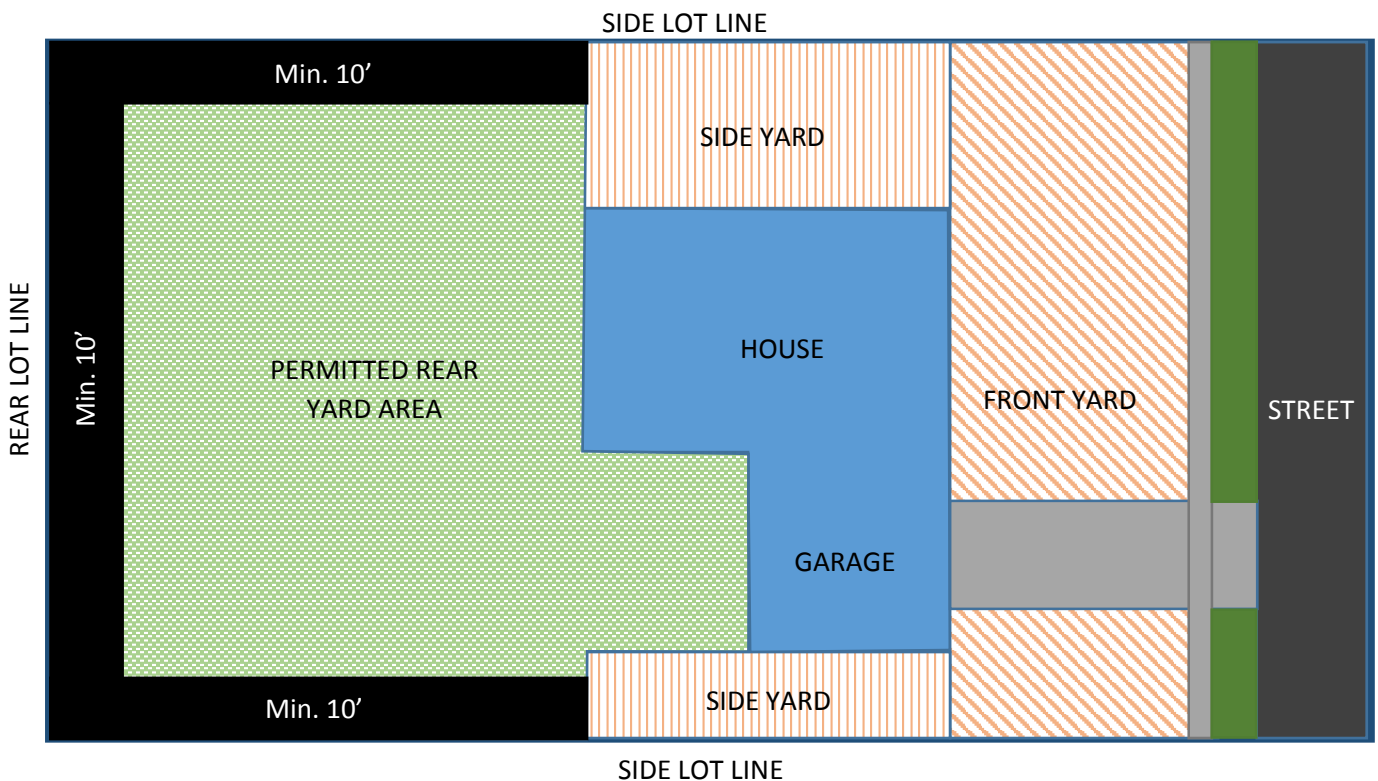 SIDE LOT LINE
Min. 10’
SIDE YARD
REAR LOT LINE
Min. 10’
PERMITTED REAR
YARD AREA
HOUSE
FRONT YARD
STREET
GARAGE
SIDE YARD
Min. 10’
SIDE LOT LINE